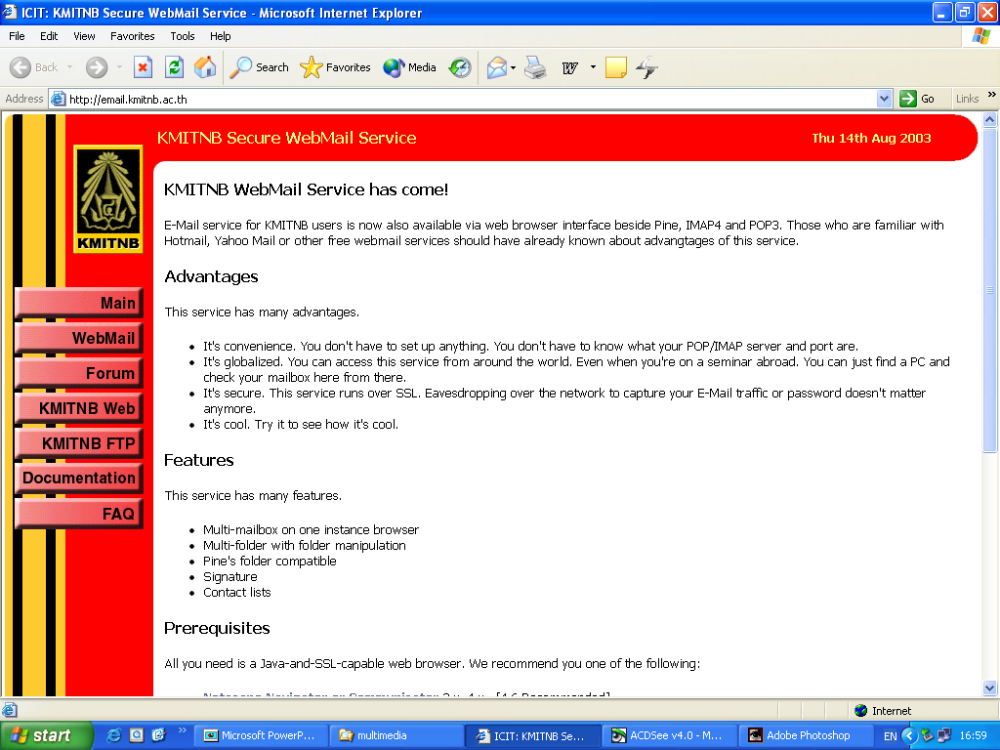 ICIT: KMITNB Secure WebMail Service - Microsoft Internet Explorer
File Edit View Favorites Tools Help
Back Search Favorites Media
Address http://email.kmitnb.ac.th Go Links »
KMITNB Secure WebMail Service Thu 14th Aug 2003
KMITNB
Main
WebMail
Forum
KMITNB Web
KMITNB FTP
Documentation
FAQ
KMITNB WebMail Service has come!
E-Mail service for KMITNB users is now also available via web browser interface beside Pine, IMAP4 and POP3. Those who are familiar with
Hotmail, Yahoo Mail or other free webmail services should have already known about advangtages of this service.
Advantages
This service has many advantages.
• It's convenience. You don't have to set up anything. You don't have to know what your POP/IMAP server and port are.
• It's globalized. You can access this service from around the world. Even when you're on a seminar abroad. You can just find a PC and
check your mailbox here from there.
• It's secure. This service runs over SSL. Eavesdropping over the network to capture your E-Mail traffic or password doesn't matter
anymore.
• It's cool. Try it to see how it's cool.
Features
This service has many features.
• Multi-mailbox on one instance browser
• Multi-folder with folder manipulation
• Pine's folder compatible
• Signature
• Contact lists
Prerequisites
All you need is a Java-and-SSL-capable web browser. We recommend you one of the following:
Netscape Navigator or Communicator
Internet
start » Microsoft PowerP... multimedia ICIT: KMITNB Se... ACDSee v4.0 - M... Adobe Photoshop EN 16:59